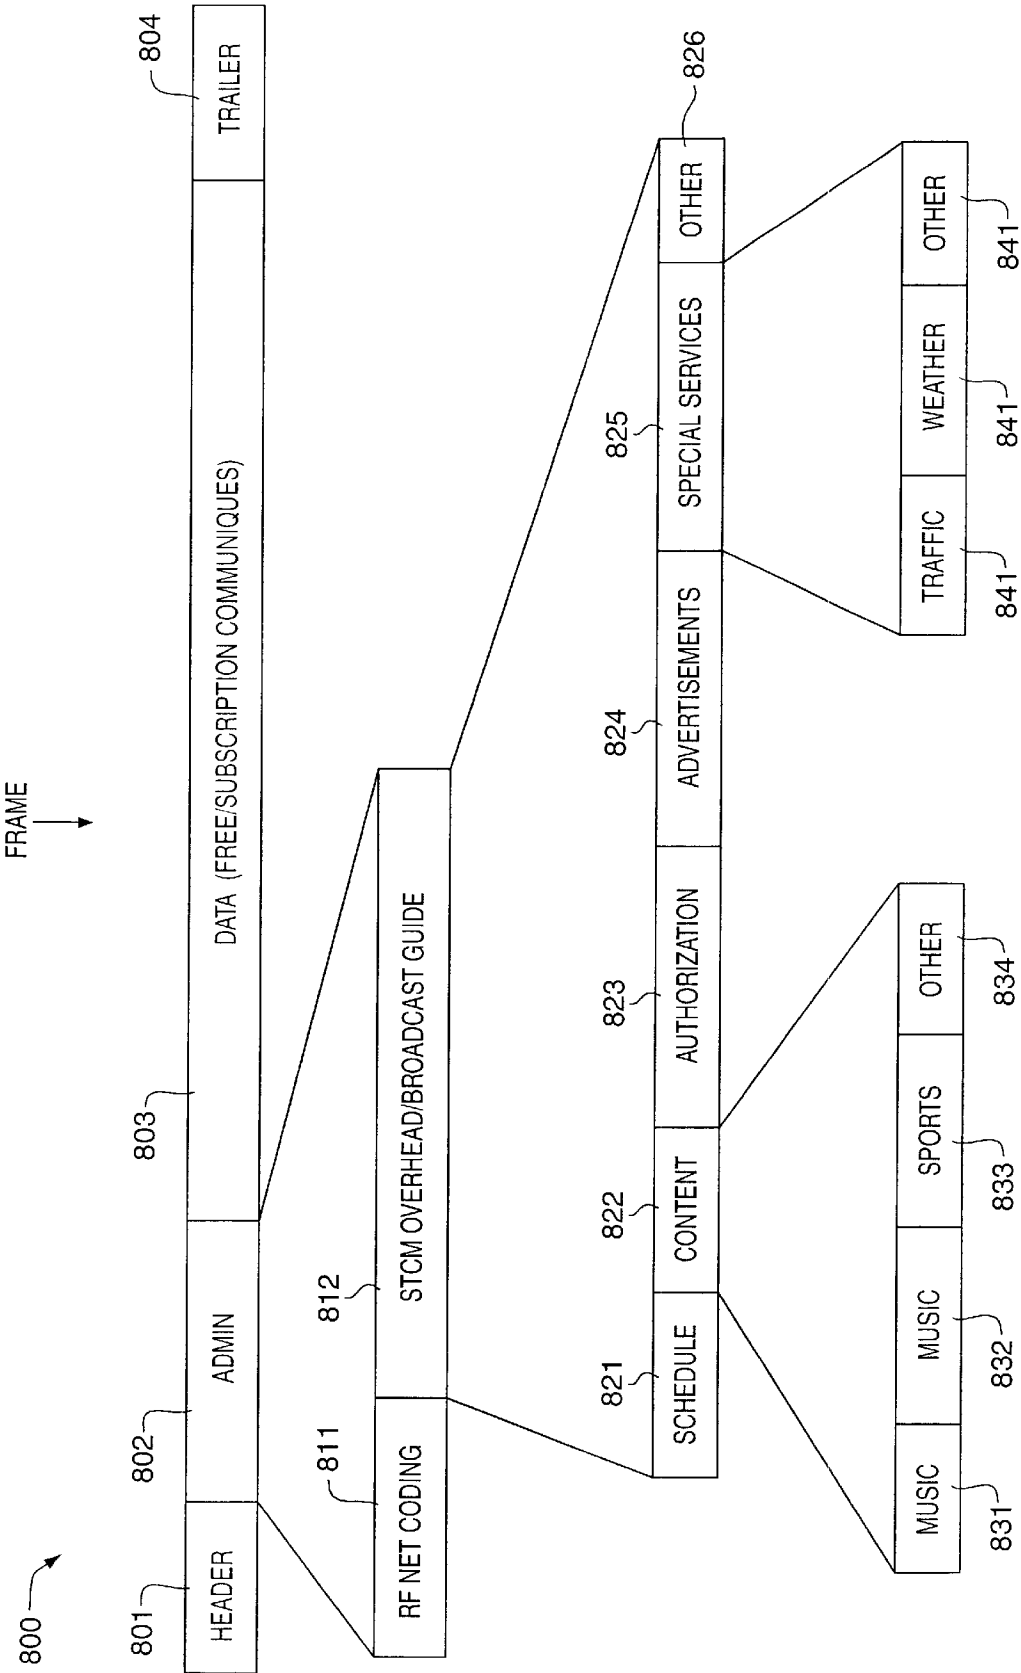 FRAME
800
801
802
803
804
HEADER
ADMIN
DATA (FREE/SUBSCRIPTION COMMUNIQUES)
TRAILER
811
812
RF NET CODING
STCM OVERHEAD/BROADCAST GUIDE
821
822
823
824
825
826
SCHEDULE
CONTENT
AUTHORIZATION
ADVERTISEMENTS
SPECIAL SERVICES
OTHER
MUSIC
MUSIC
SPORTS
OTHER
831
832
833
834
TRAFFIC
WEATHER
OTHER
841
841
841